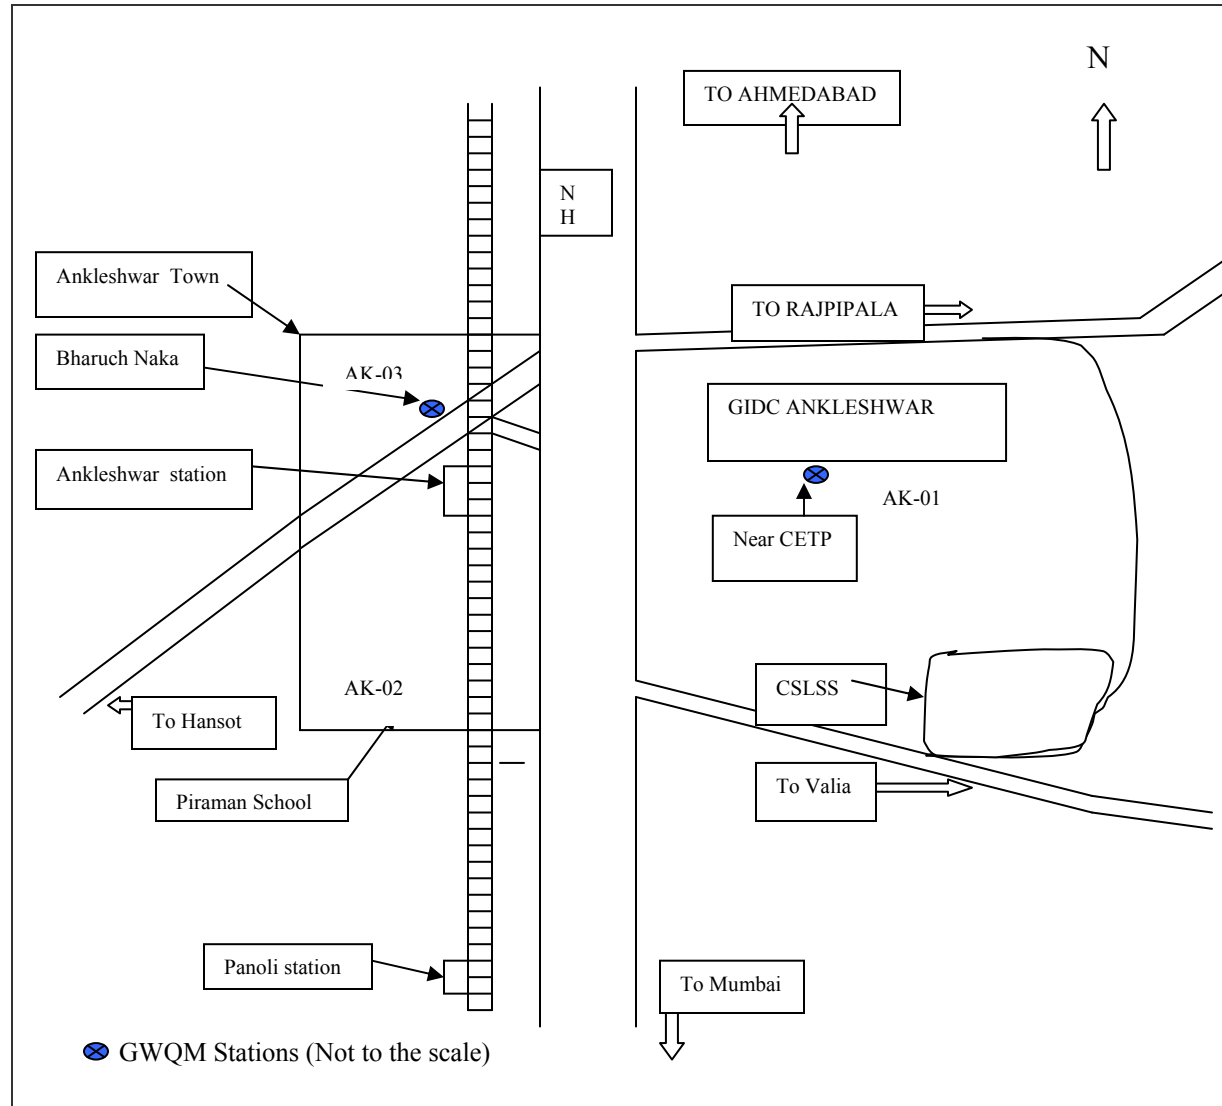 N
TO AHMEDABAD
N
H
Ankleshwar Town
TO RAJPIPALA
Bharuch Naka
AK-03
GIDC ANKLESHWAR
Ankleshwar station
AK-01
Near CETP
AK-02
CSLSS
To Hansot
To Valia
Piraman School
Panoli station
To Mumbai
GWQM Stations (Not to the scale)